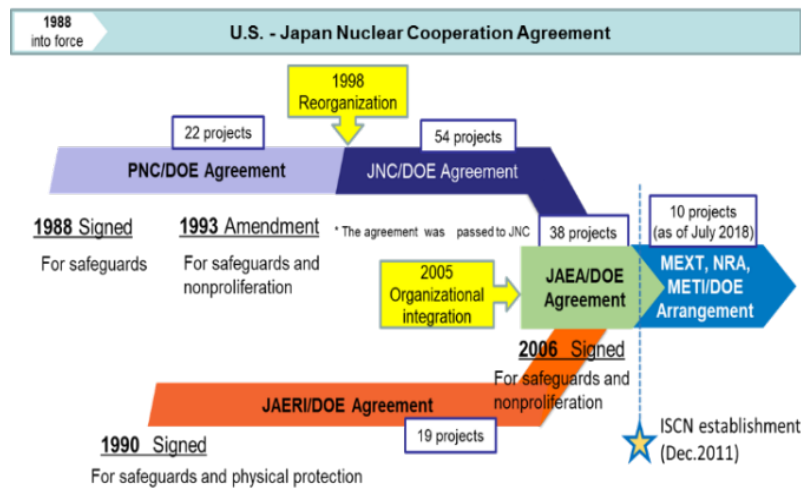 1988
into force
U.S. - Japan Nuclear Cooperation Agreement
1998
Reorganization
22 projects
54 projects
PNC/DOE Agreement
JNC/DOE Agreement
1988 Signed
For safeguards
1993 Amendment
For safeguards and
nonproliferation
* The agreement was passed to JNC
38 projects
10 projects
(as of July 2018)
2005
Organizational
integration
JAEA/DOE
Agreement
MEXT, NRA,
METI/DOE
Arrangement
2006 Signed
For safeguards and
nonproliferation
JAERI/DOE Agreement
19 projects
1990 Signed
For safeguards and physical protection
ISCN establishment
(Dec.2011)